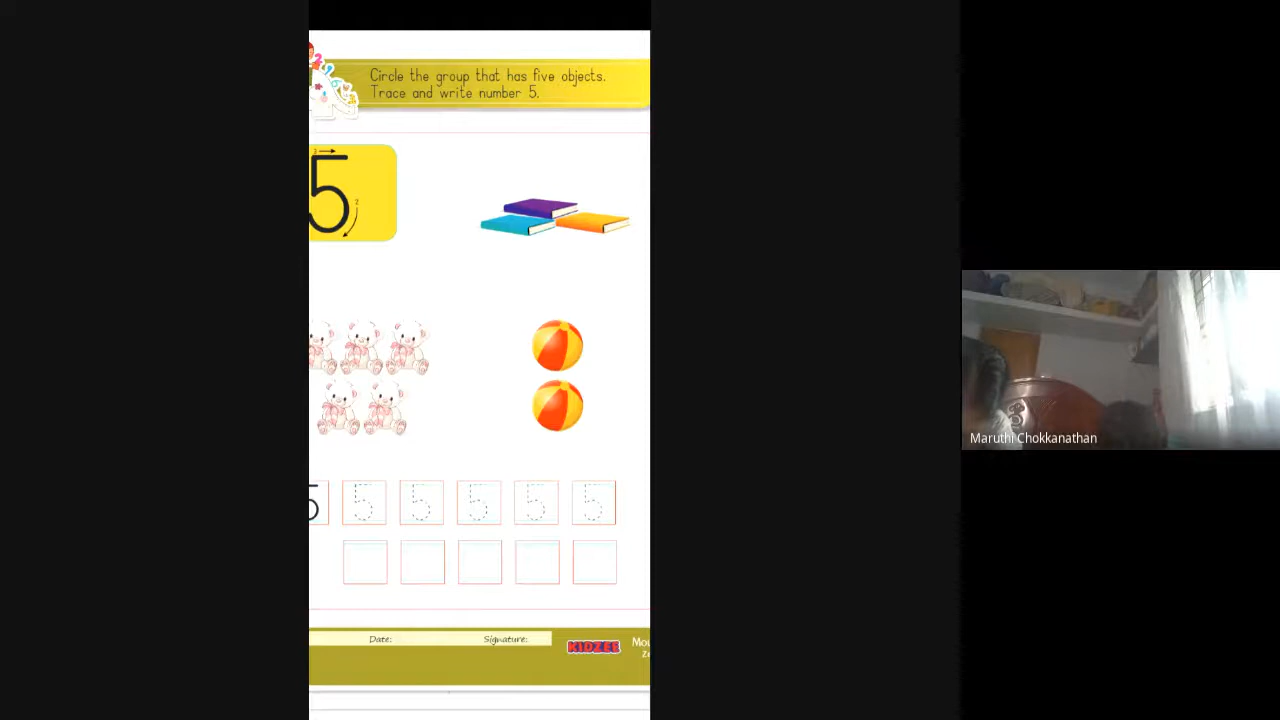 Circle the group that has five objects.
Trace and write number 5.
5
2
5 5 5 5 5 5
Date: Signature:
KIDZEE
Maruthi Chokkanathan